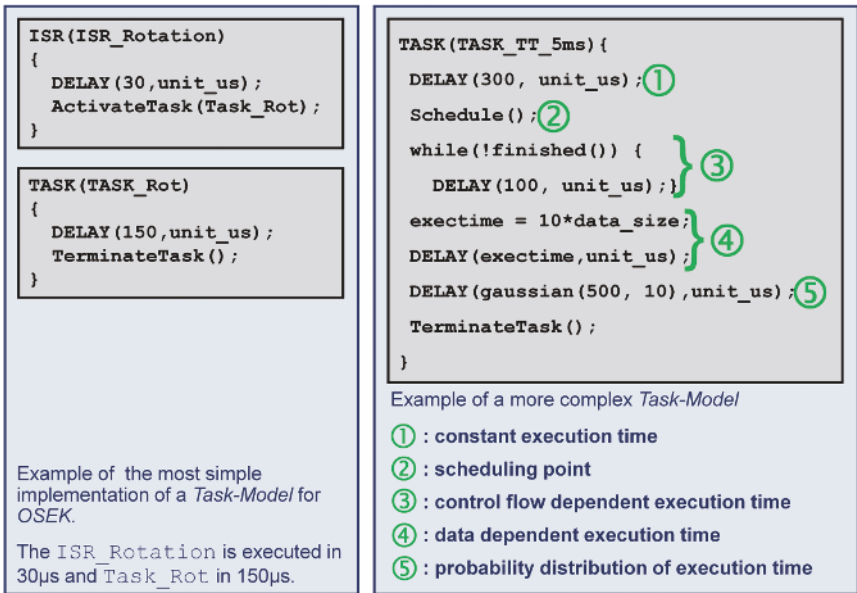 ISR(ISR_Rotation)
{
DELAY(30,unit_us);
ActivateTask(Task_Rot);
}
TASK(TASK_Rot)
{
DELAY(150,unit_us);
TerminateTask();
}
Example of the most simple
implementation of a Task-Model for
OSEK.
The ISR_Rotation is executed in
30µs and Task_Rot in 150µs.
TASK(TASK_TT_5ms){
DELAY(300, unit_us);①
Schedule();②
while(!finished()) {
DELAY(100, unit_us);}
③
exectime = 10*data_size;
DELAY(exectime,unit_us);
④
DELAY(gaussian(500, 10),unit_us);⑤
TerminateTask();
}
Example of a more complex Task-Model
① : constant execution time
② : scheduling point
③ : control flow dependent execution time
④ : data dependent execution time
⑤ : probability distribution of execution time